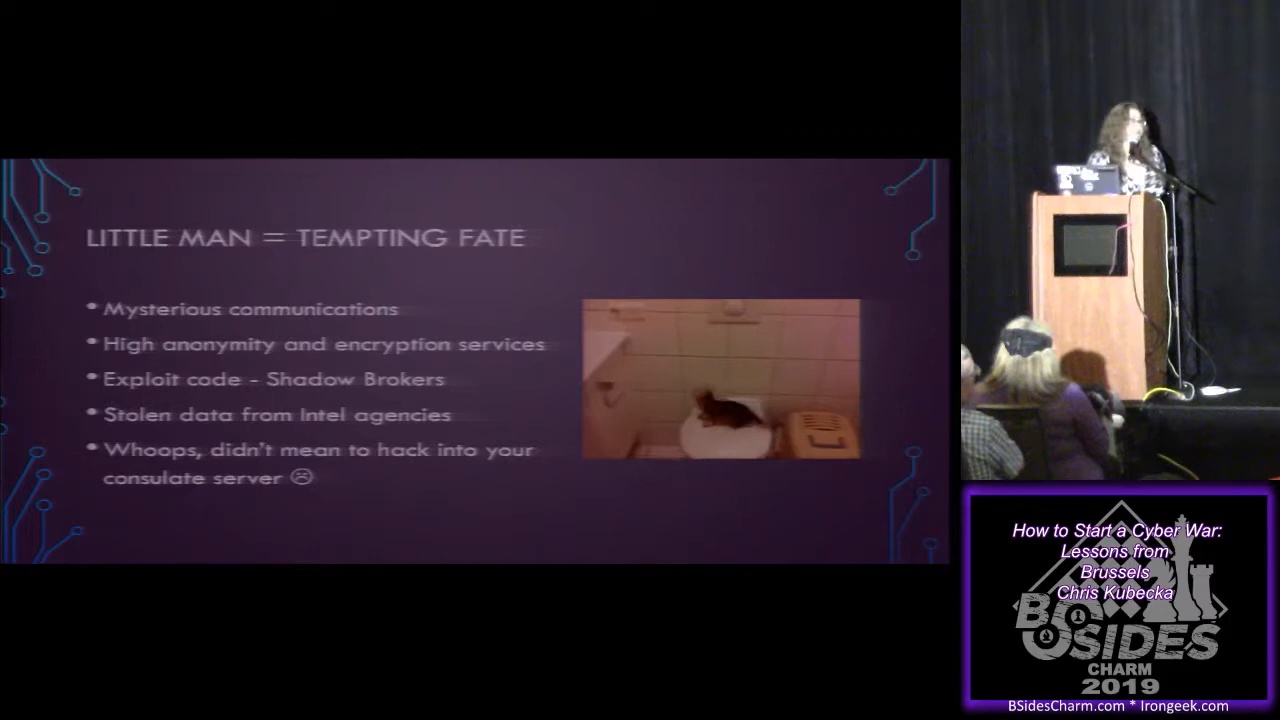 LITTLE MAN = TEMPTING FATE
• Mysterious communications
• High anonymity and encryption services
• Exploit code - Shadow Brokers
• Stolen data from Intel agencies
• Whoops, didn't mean to hack into your
consulate server ☹
How to Start a Cyber War:
Lessons from
Brussels
Chris Kubecka
BSIDES
CHARM
2019
BSidesCharm.com * Irongeek.com